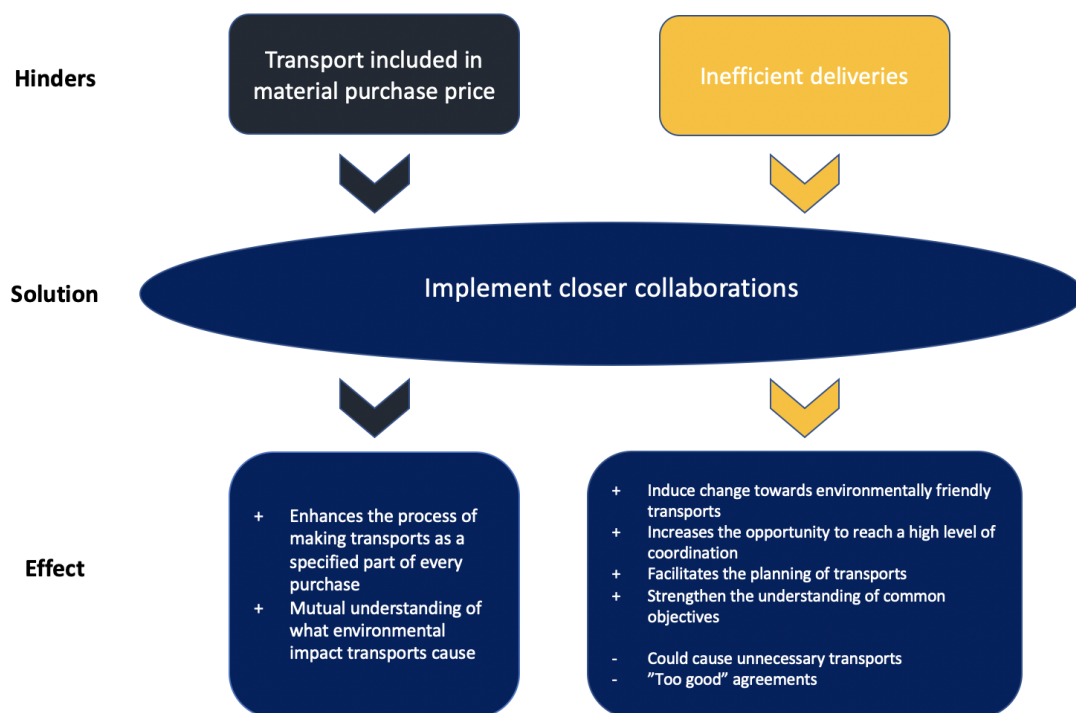 Hinders
Transport included in
material purchase price
Inefficient deliveries
Solution
Implement closer collaborations
Effect
+ Enhances the process of
making transports as a
specified part of every
purchase
+ Mutual understanding of
what environmental
impact transports cause
+ Induce change towards environmentally friendly
transports
+ Increases the opportunity to reach a high level of
coordination
+ Facilitates the planning of transports
+ Strengthen the understanding of common
objectives
- Could cause unnecessary transports
- ”Too good” agreements